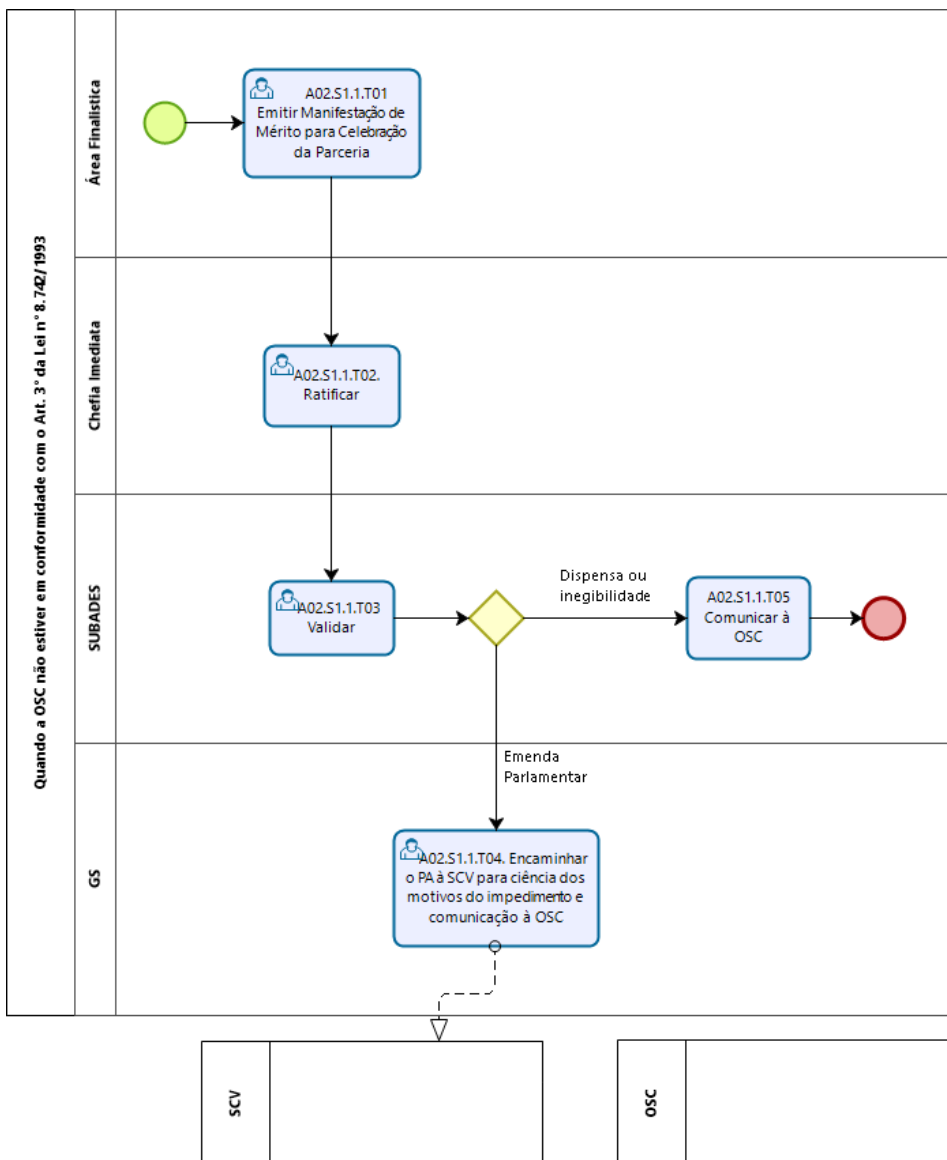 Quando a OSC não estiver em conformidade com o Art. 3° da Lei n° 8.742/1993
Área Finalistica
A02.S1.1.T01
Emitir Manifestação de
Mérito para Celebração
da Parceria
Chefia Imediata
A02.S1.1.T02.
Ratificar
SUBADES
A02.S1.1.T03
Validar
Dispensa ou
inegibilidade
A02.S1.1.T05
Comunicar à
OSC
Emenda
Parlamentar
GS
A02.S1.1.T04. Encaminhar
o PA à SCV para ciência dos
motivos do impedimento e
comunicação à OSC
SCV
OSC